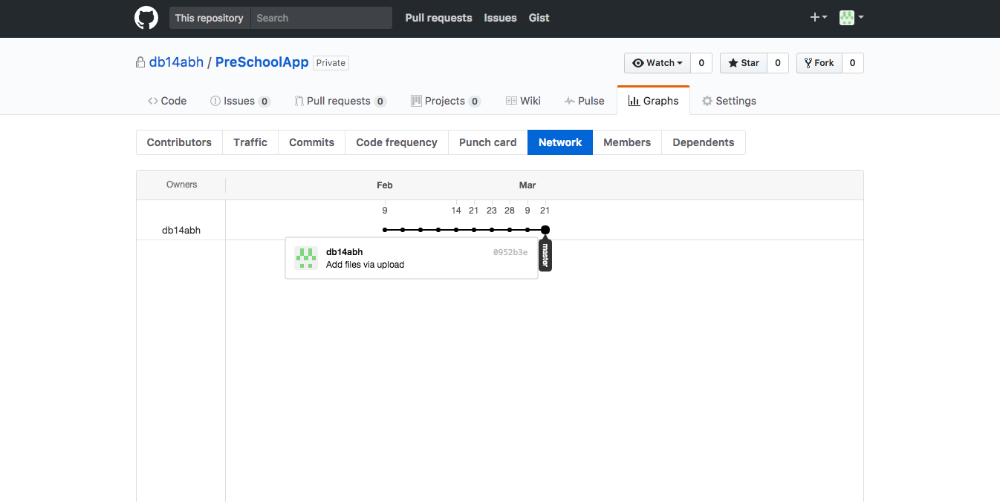 This repository Search Pull requests Issues Gist
db14abh / PreSchoolApp Private Watch 0 Star 0 Fork 0
Code Issues 0 Pull requests 0 Projects 0 Wiki Pulse Graphs Settings
Contributors Traffic Commits Code frequency Punch card Network Members Dependents
Owners Feb Mar
9 14 21 23 28 9 21
db14abh
master
db14abh 0952b3e
Add files via upload